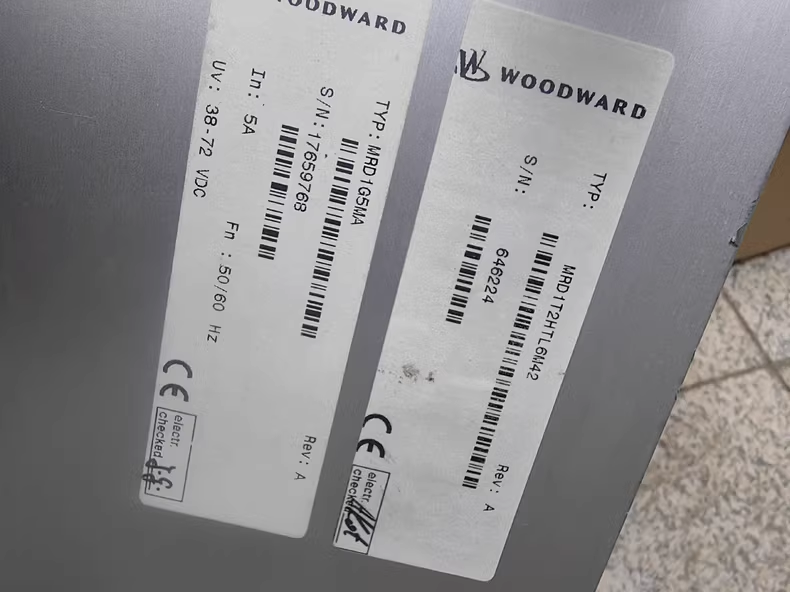 WOODWARD
TYP: MRD1G5MA
S/N: 17659768
In: 5A
Fn : 50/60 Hz
Uv: 38-72 VDC
Rev: A
CE
electr.
checked
WOODWARD
TYP: MRD1T2HTL6M42
S/N: 646224
Rev: A
CE
electr.
checked